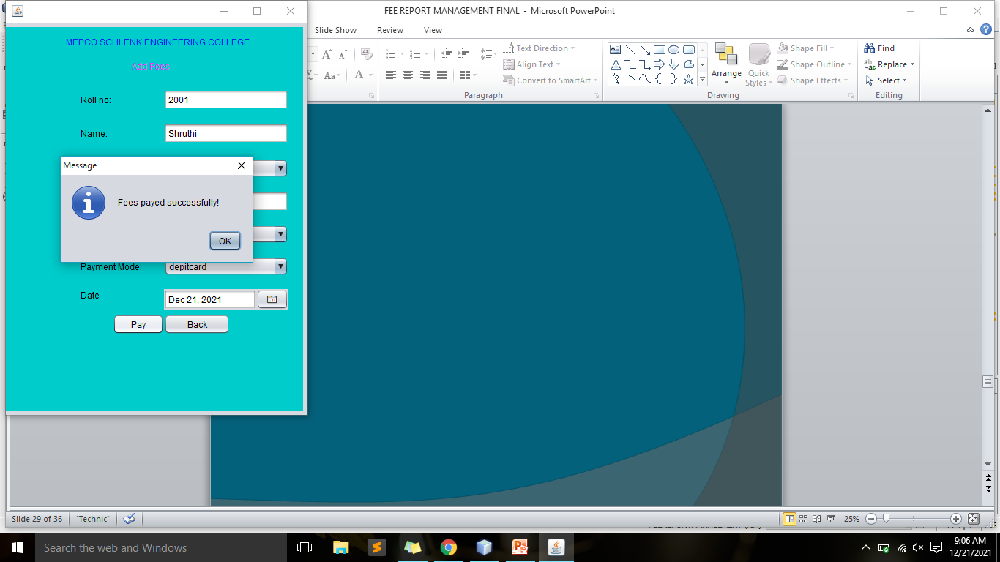 FEE REPORT MANAGEMENT FINAL - Microsoft PowerPoint
Slide Show Review View
Text Direction
Align Text
Convert to SmartArt
Paragraph
Aa
A
Arrange
Quick
Styles
Shape Fill
Shape Outline
Shape Effects
Drawing
Find
Replace
Select
Editing
MEPCO SCHLENK ENGINEERING COLLEGE
Add Fees
Roll no: 2001
Name: Shruthi
Message
Fees payed successfully!
OK
Payment Mode: depitcard
Date Dec 21, 2021
Pay Back
Slide 29 of 36 "Technic" 25%
Search the web and Windows
9:06 AM
12/21/2021